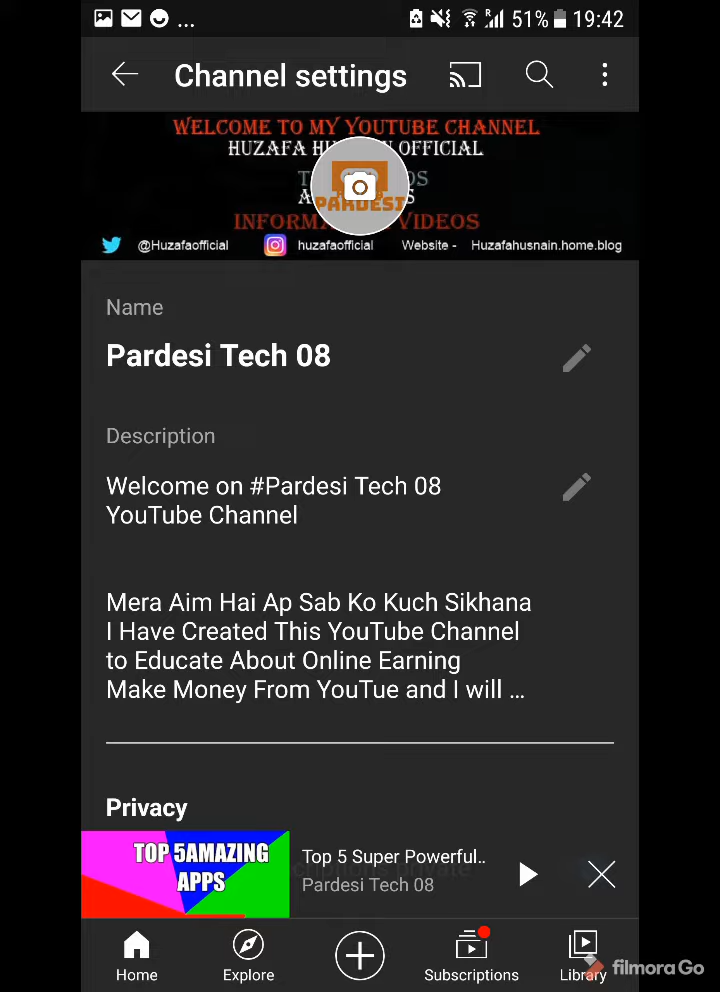 ... 51% 19:42
Channel settings
WELCOME TO MY YOUTUBE CHANNEL
HUZAFA OFFICIAL
PARDESI
VIDEOS
@Huzafaofficial huzafaofficial Website - Huzafahusnain.home.blog
Name
Pardesi Tech 08
Description
Welcome on #Pardesi Tech 08
YouTube Channel
Mera Aim Hai Ap Sab Ko Kuch Sikhana
I Have Created This YouTube Channel
to Educate About Online Earning
Make Money From YouTue and I will ...
Privacy
TOP 5AMAZING
APPS
Top 5 Super Powerful..
Pardesi Tech 08
Home Explore Subscriptions Library
filmoraGo